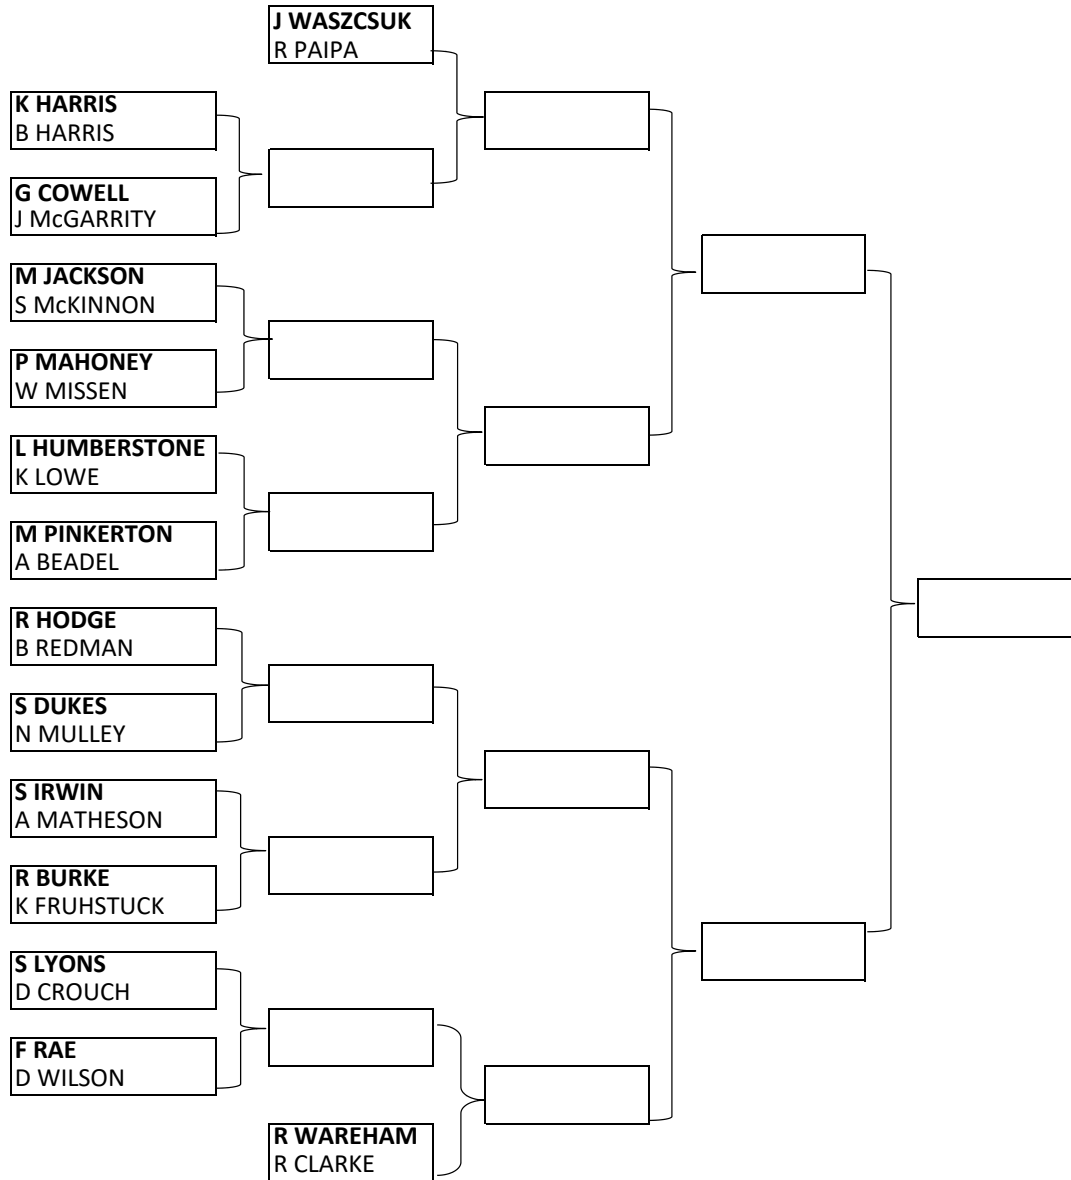 J WASZCSUK
R PAIPA
K HARRIS
B HARRIS
G COWELL
J McGARRITY
M JACKSON
S McKINNON
P MAHONEY
W MISSEN
L HUMBERSTONE
K LOWE
M PINKERTON
A BEADEL
R HODGE
B REDMAN
S DUKES
N MULLEY
S IRWIN
A MATHESON
R BURKE
K FRUHSTUCK
S LYONS
D CROUCH
F RAE
D WILSON
R WAREHAM
R CLARKE